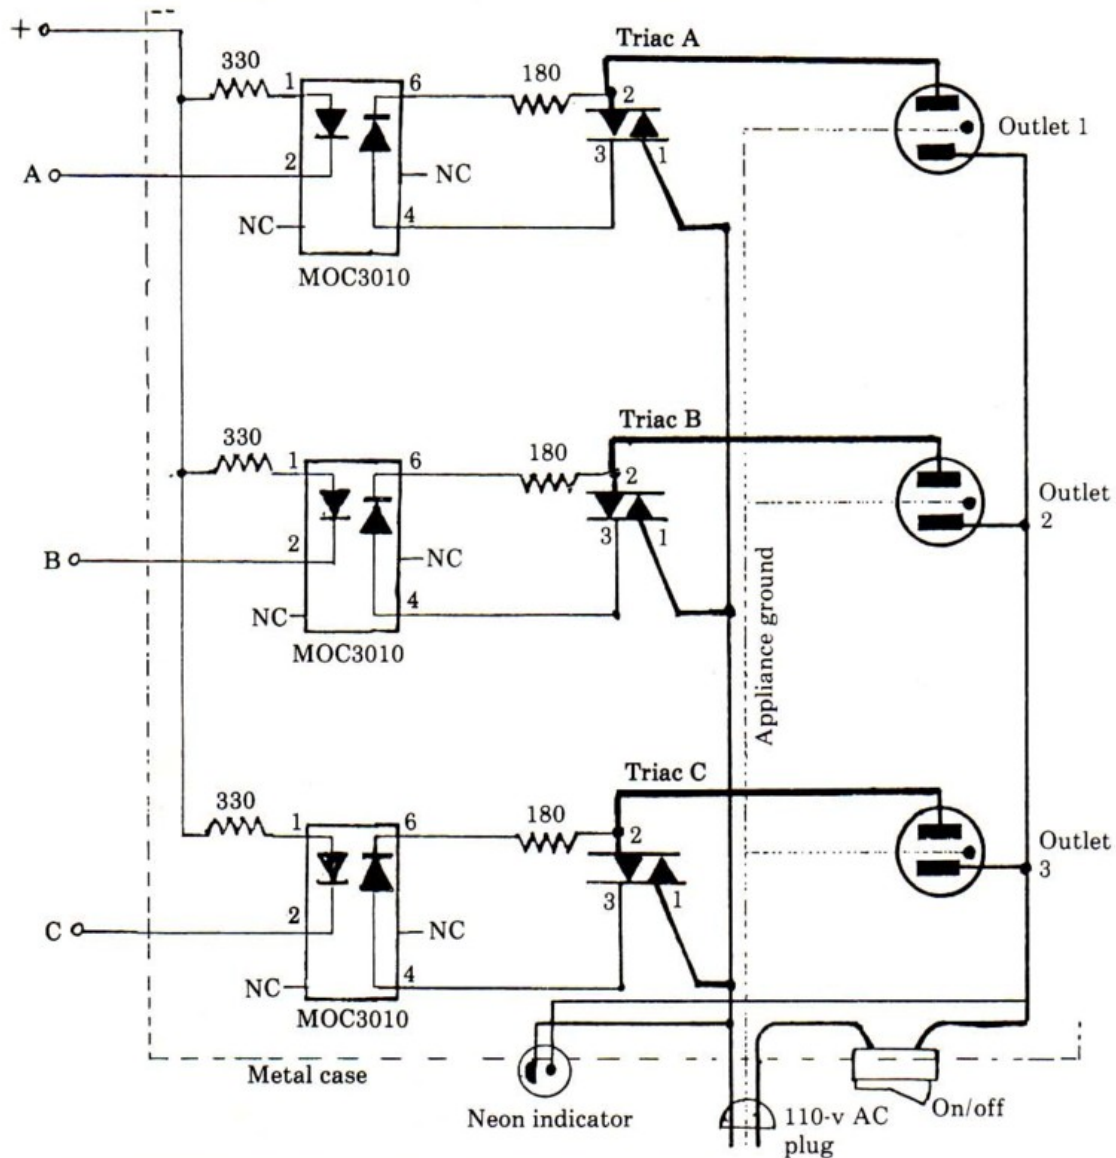 +
330
1
6
180
Triac A
2
3
1
Outlet 1
A
2
NC
NC
4
MOC3010
330
1
6
180
Triac B
2
3
1
Outlet
2
B
2
NC
NC
4
MOC3010
Appliance ground
330
1
6
180
Triac C
2
3
1
Outlet
3
C
2
NC
NC
4
MOC3010
Metal case
Neon indicator
110-v AC
plug
On/off